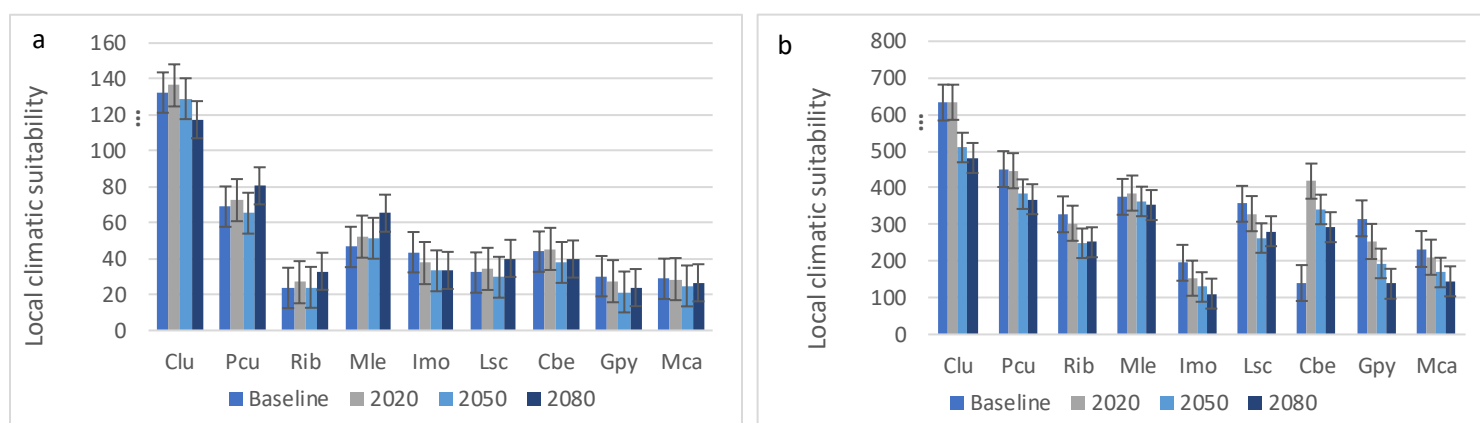 a
Local climatic suitability
160
140
120
100
80
60
40
20
0
Clu Pcu Rib Mle Imo Lsc Cbe Gpy Mca
Baseline 2020 2050 2080
b
Local climatic suitability
800
700
600
500
400
300
200
100
0
Clu Pcu Rib Mle Imo Lsc Cbe Gpy Mca
Baseline 2020 2050 2080